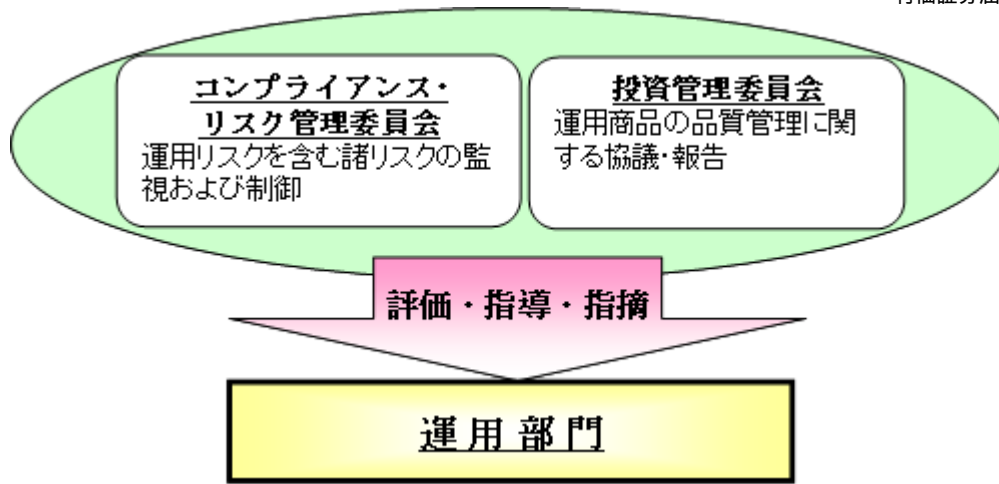 コンプライアンス・
リスク管理委員会
運用リスクを含む諸リスクの監
視および制御
投資管理委員会
運用商品の品質管理に関
する協議・報告
評価・指導・指摘
運用部門